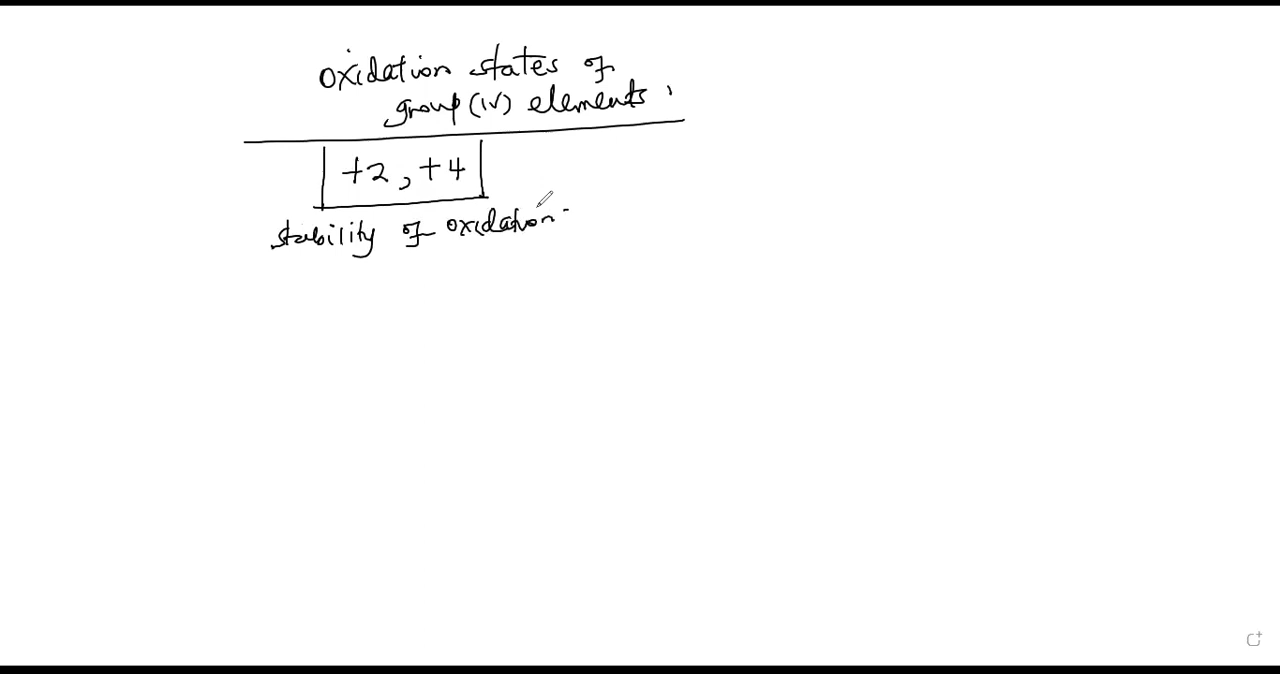 oxidation states of
group (IV) elements.
+2, +4
stability of oxidation